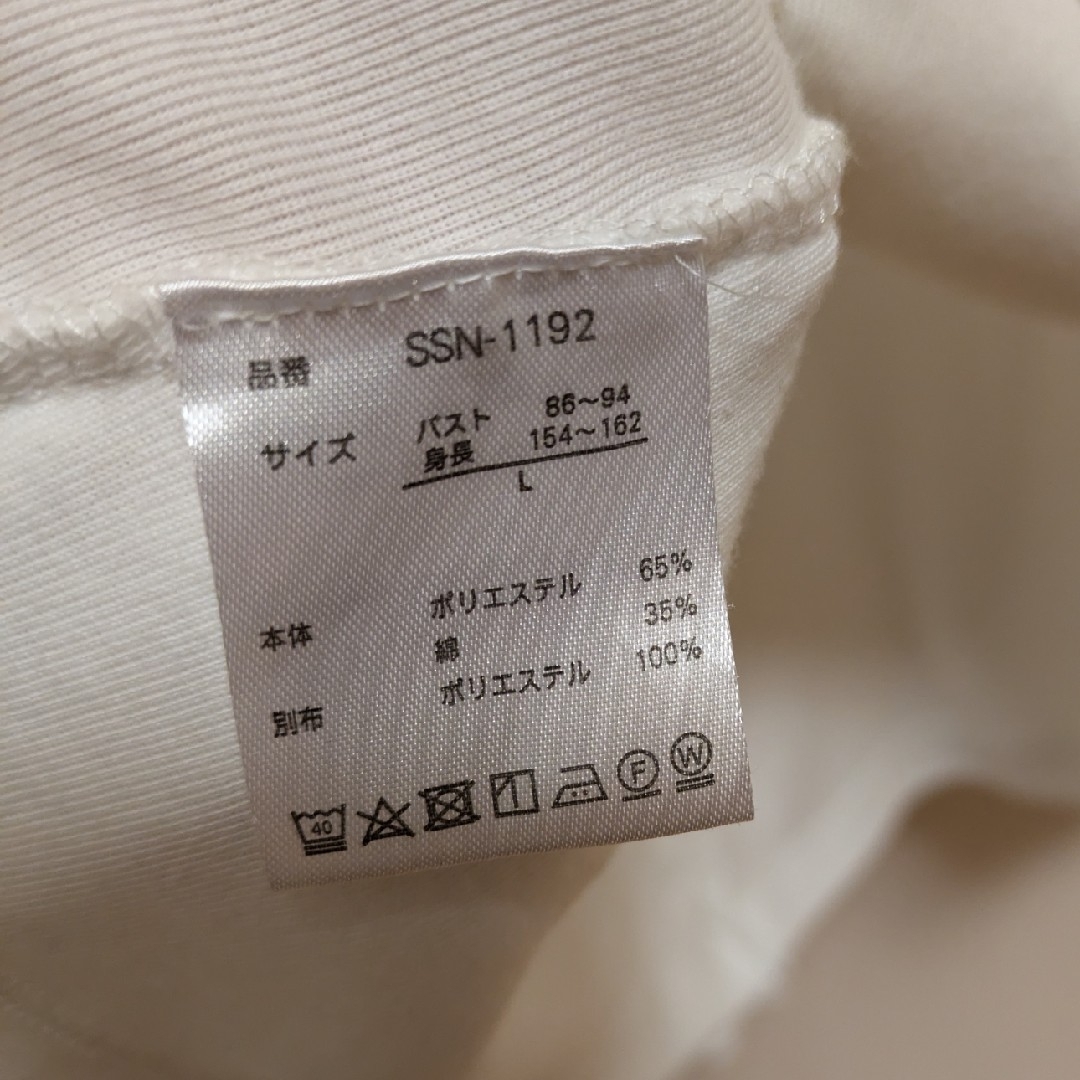 品番 SSN-1192
サイズ バスト 86～94
身長 154～162
L
本体 ポリエステル 65%
綿 35%
別布 ポリエステル 100%
40 F W